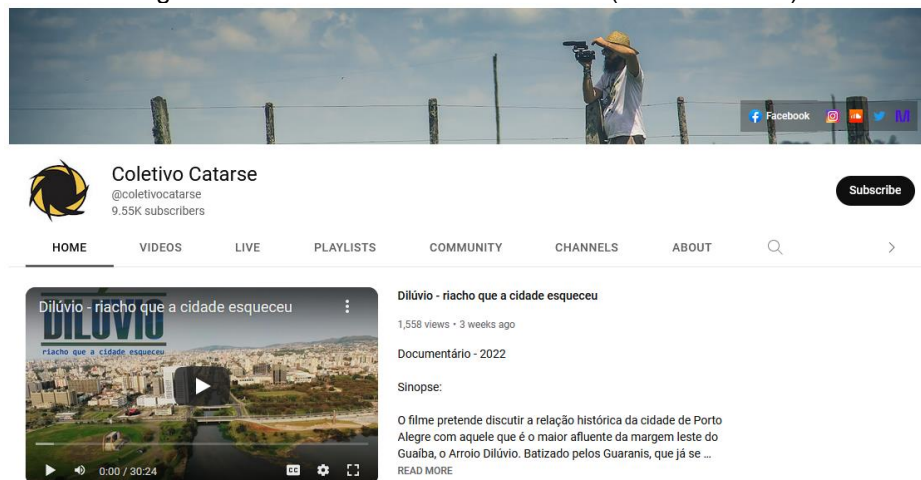 Facebook
Coletivo Catarse
@coletivocatarse
9.55K subscribers
Subscribe
HOME VIDEOS LIVE PLAYLISTS COMMUNITY CHANNELS ABOUT
Dilúvio - riacho que a cidade esqueceu
DILÚVIO
riacho que a cidade esqueceu
0:00 / 30:24
CC
Dilúvio - riacho que a cidade esqueceu
1,558 views • 3 weeks ago
Documentário - 2022
Sinopse:
O filme pretende discutir a relação histórica da cidade de Porto
Alegre com aquele que é o maior afluente da margem leste do
Guaíba, o Arroio Dilúvio. Batizado pelos Guaranis, que já se ...
READ MORE